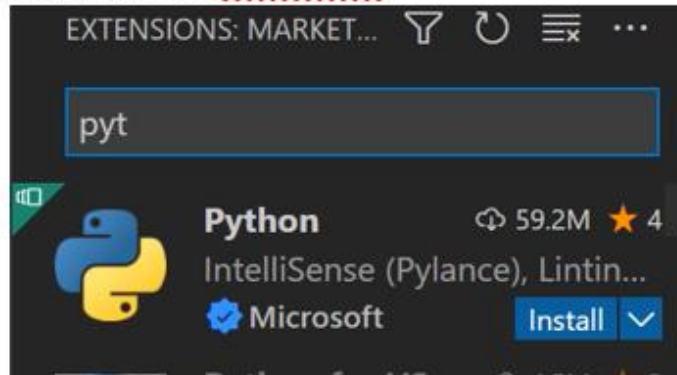 EXTENSIONS: MARKET...
pyt
Python 59.2M ★ 4
IntelliSense (Pylance), Lintin...
Microsoft Install